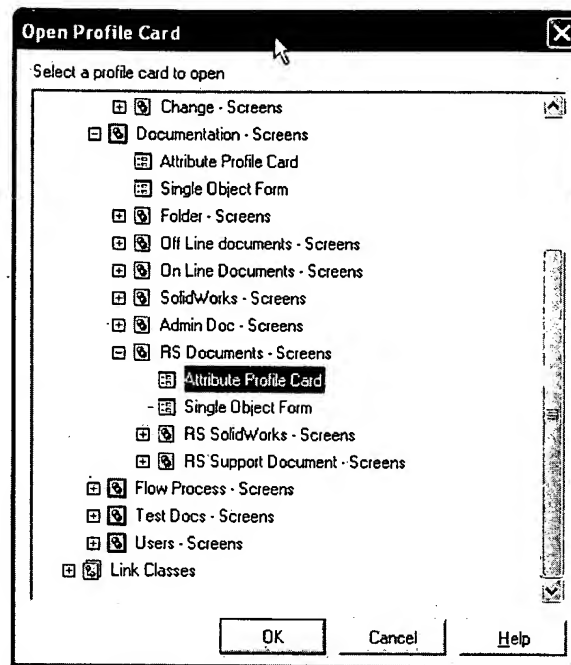 Open Profile Card
Select a profile card to open
Change - Screens
Documentation - Screens
Attribute Profile Card
Single Object Form
Folder - Screens
Off Line documents - Screens
On Line Documents - Screens
SolidWorks - Screens
Admin Doc - Screens
RS Documents - Screens
Attribute Profile Card
Single Object Form
RS SolidWorks - Screens
RS Support Document - Screens
Flow Process - Screens
Test Docs - Screens
Users - Screens
Link Classes
OK Cancel Help